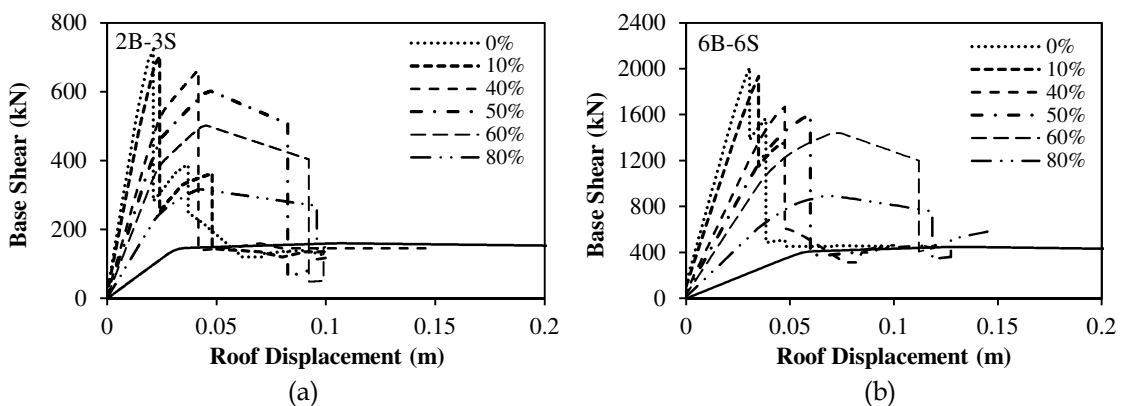 800
600
400
200
0
Base Shear (kN)
2B-3S
0%
10%
40%
50%
60%
80%
0 0.05 0.1 0.15 0.2
Roof Displacement (m)
(a)
2400
2000
1600
1200
800
400
0
Base Shear (kN)
6B-6S
0%
10%
40%
50%
60%
80%
0 0.05 0.1 0.15 0.2
Roof Displacement (m)
(b)